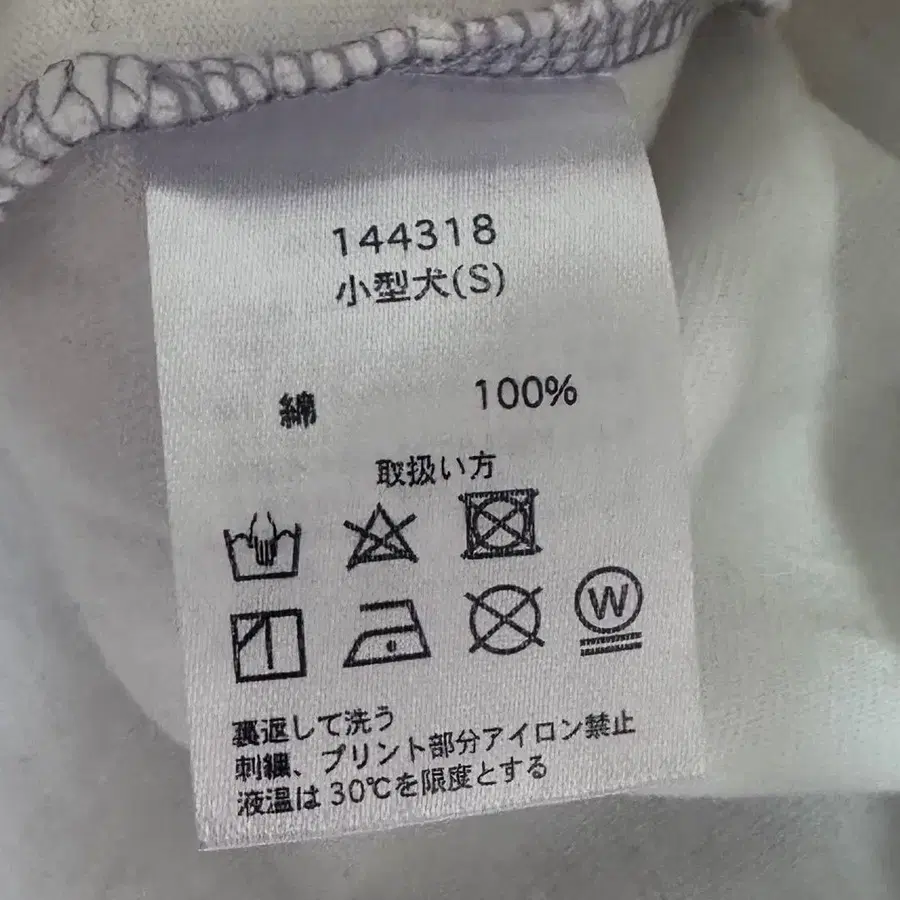 144318
小型犬(S)
綿 100%
取扱い方
W
裏返して洗う
刺繍、プリント部分アイロン禁止
液温は 30℃を限度とする